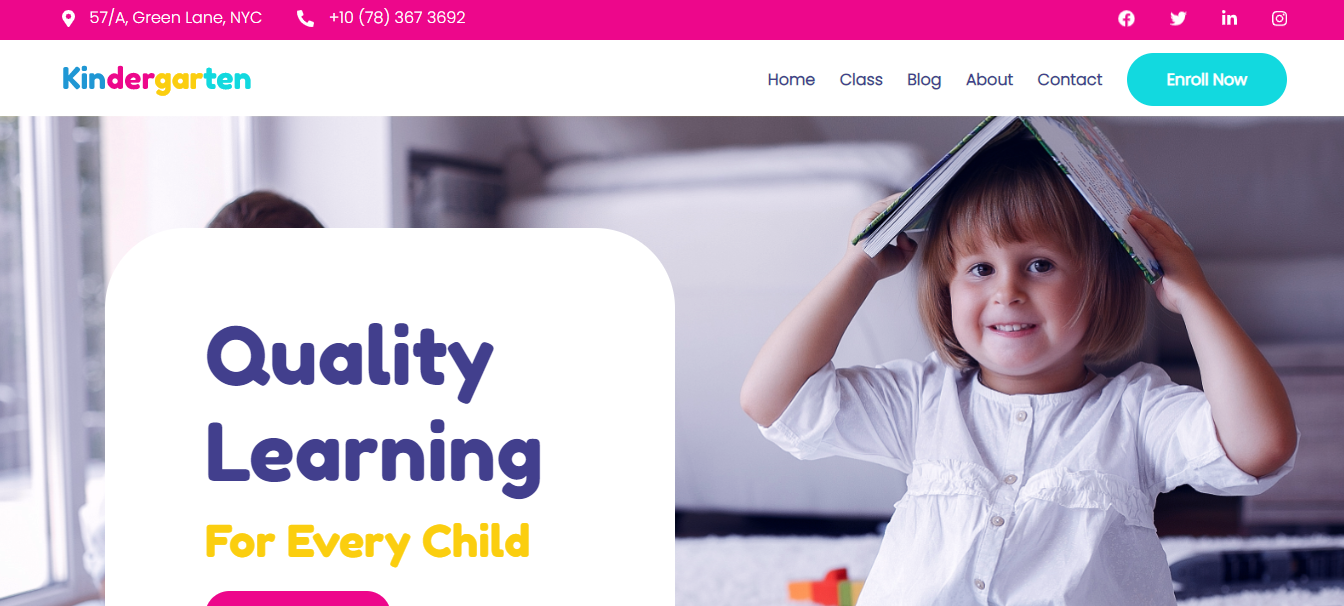 57/A, Green Lane, NYC +10 (78) 367 3692
Kindergarten Home Class Blog About Contact Enroll Now
Quality
Learning
For Every Child